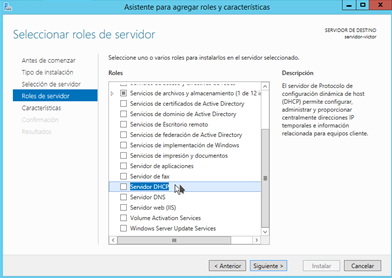 Asistente para agregar roles y características
Seleccionar roles de servidor
SERVIDOR DE DESTINO
servidor-victor
Antes de comenzar
Tipo de instalación
Selección de servidor
Roles de servidor
Características
Confirmación
Resultados
Seleccione uno o varios roles para instalarlos en el servidor seleccionado.
Roles
Servicios de archivos y almacenamiento (1 de 12
Servicios de certificados de Active Directory
Servicios de dominio de Active Directory
Servicios de Escritorio remoto
Servicios de federación de Active Directory
Servicios de implementación de Windows
Servicios de impresión y documentos
Servidor de aplicaciones
Servidor de fax
Servidor DHCP
Servidor DNS
Servidor web (IIS)
Volume Activation Services
Windows Server Update Services
Descripción
El servidor de Protocolo de
configuración dinámica de host
(DHCP) permite configurar,
administrar y proporcionar
centralmente direcciones IP
temporales e información
relacionada para equipos cliente.
< Anterior
Siguiente >
Instalar
Cancelar